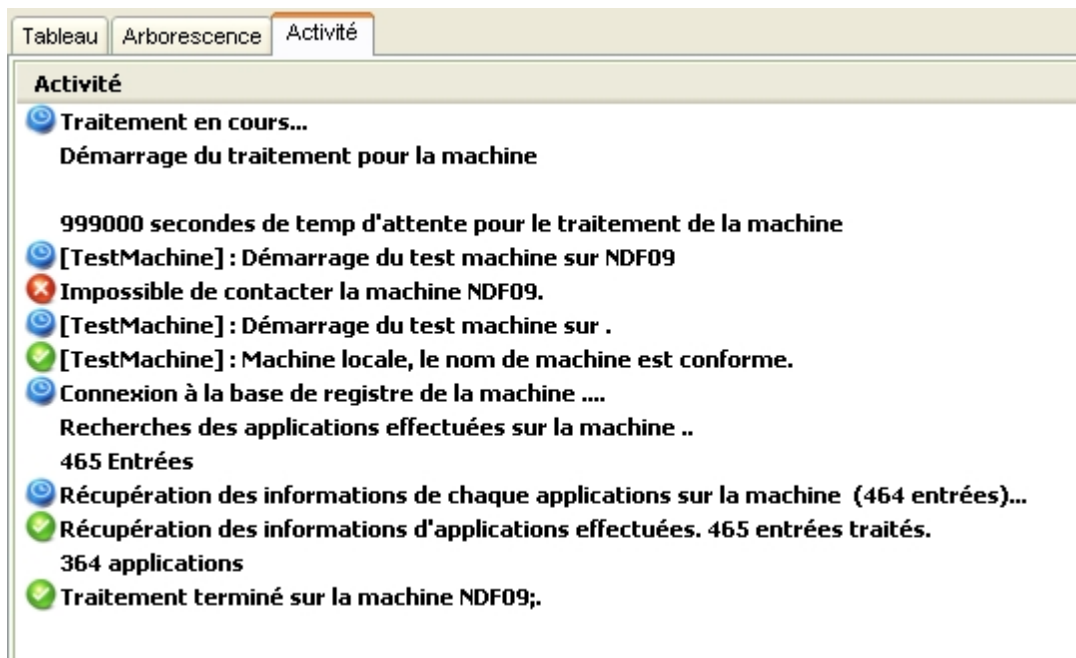 Tableau Arborescence Activité
Activité
Traitement en cours...
Démarrage du traitement pour la machine
999000 secondes de temp d'attente pour le traitement de la machine
[TestMachine] : Démarrage du test machine sur NDF09
Impossible de contacter la machine NDF09.
[TestMachine] : Démarrage du test machine sur .
[TestMachine] : Machine locale, le nom de machine est conforme.
Connexion à la base de registre de la machine ....
Recherches des applications effectuées sur la machine ..
465 Entrées
Récupération des informations de chaque applications sur la machine (464 entrées)...
Récupération des informations d'applications effectuées. 465 entrées traités.
364 applications
Traitement terminé sur la machine NDF09;.